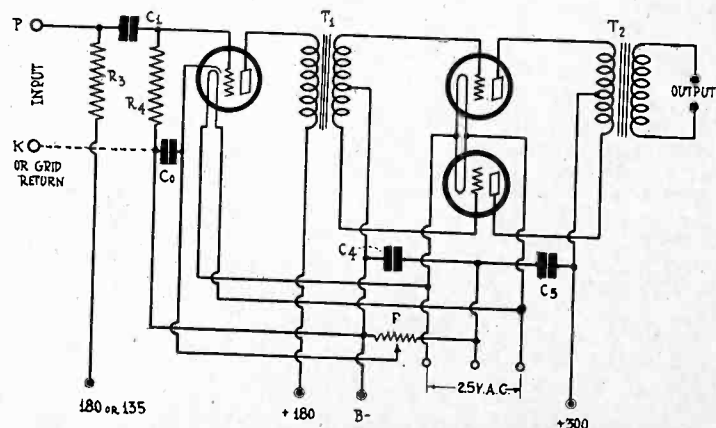 P
C1
T1
T2
R3
R4
INPUT
OUTPUT
K
OR GRID
RETURN
C0
C4
C5
F
2.5 V. A.C.
180 OR 135
+180
B-
+300